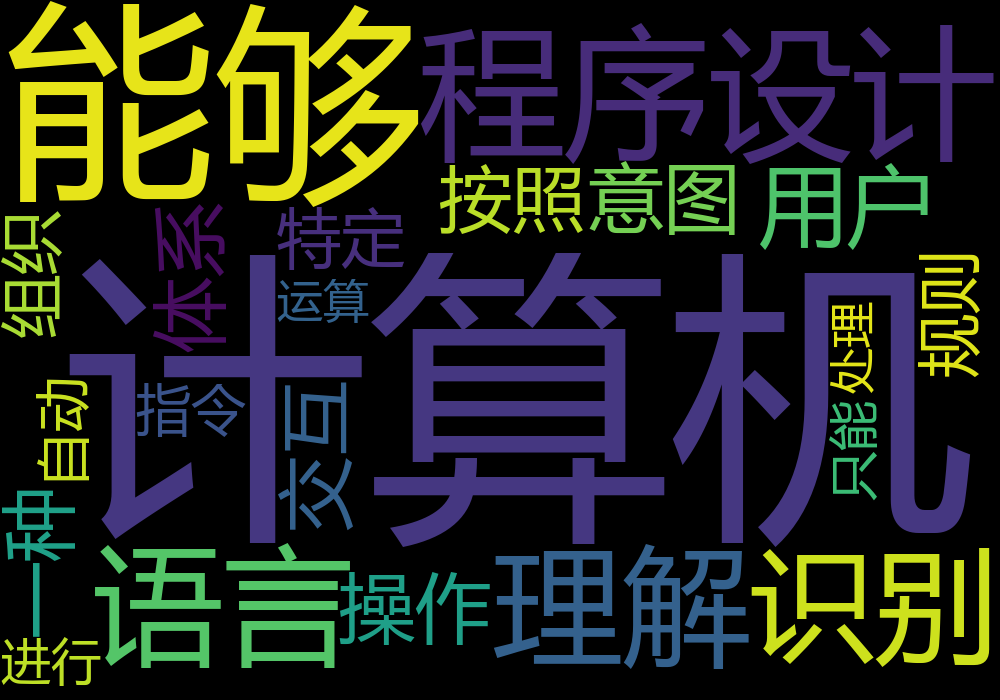 能够
程序设计
按照
意图
用户
组织
体系
特定
运算
计算机
规则
处理
自动
指令
交互
只能
一种
语言
操作
理解
识别
进行